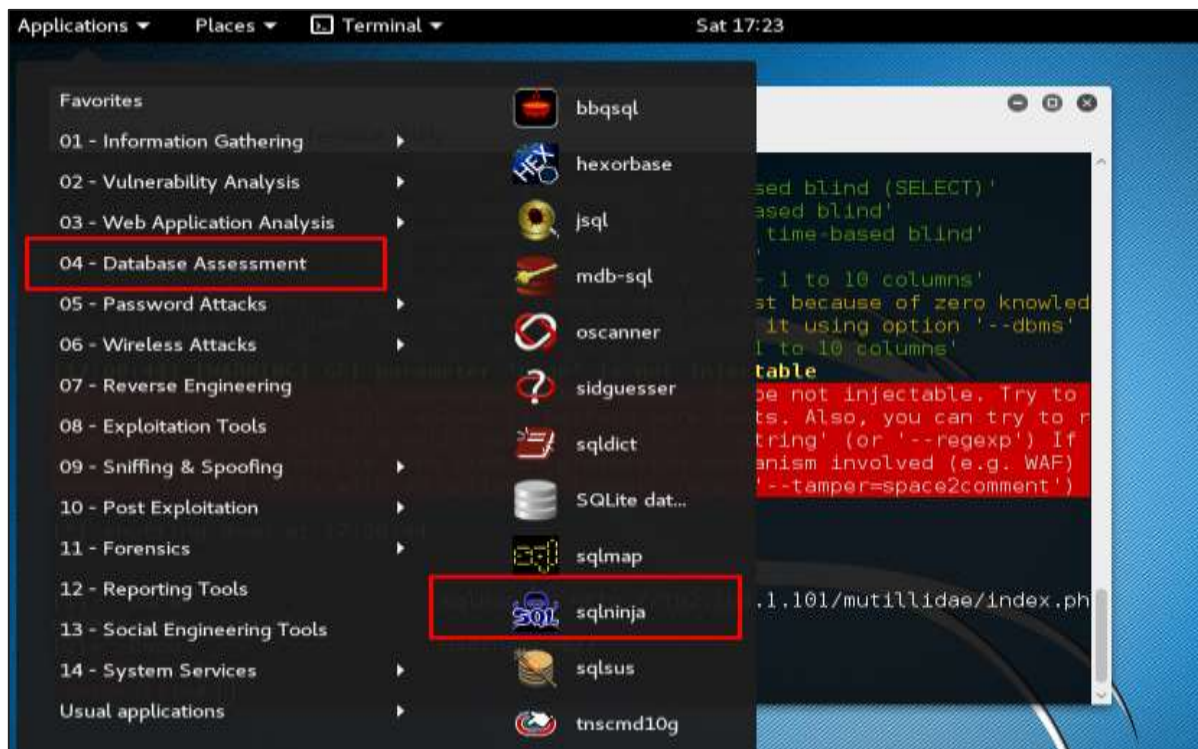 Applications Places Terminal Sat 17:23
Favorites
01 - Information Gathering
02 - Vulnerability Analysis
03 - Web Application Analysis
04 - Database Assessment
05 - Password Attacks
06 - Wireless Attacks
07 - Reverse Engineering
08 - Exploitation Tools
09 - Sniffing & Spoofing
10 - Post Exploitation
11 - Forensics
12 - Reporting Tools
13 - Social Engineering Tools
14 - System Services
Usual applications
bbqsql
hexorbase
jsql
mdb-sql
oscanner
sidguesser
sqldict
SQLite dat...
sqlmap
sqlninja
sqlsus
tnscmd10g
sed blind (SELECT)'
ased blind'
time-based blind'
'
- 1 to 10 columns'
st because of zero knowled
it using option '--dbms'
1 to 10 columns'
table
be not injectable. Try to
ts. Also, you can try to r
tring' (or '--regexp') If
anism involved (e.g. WAF)
'--tamper=space2comment')
.1.101/mutillidae/index.ph